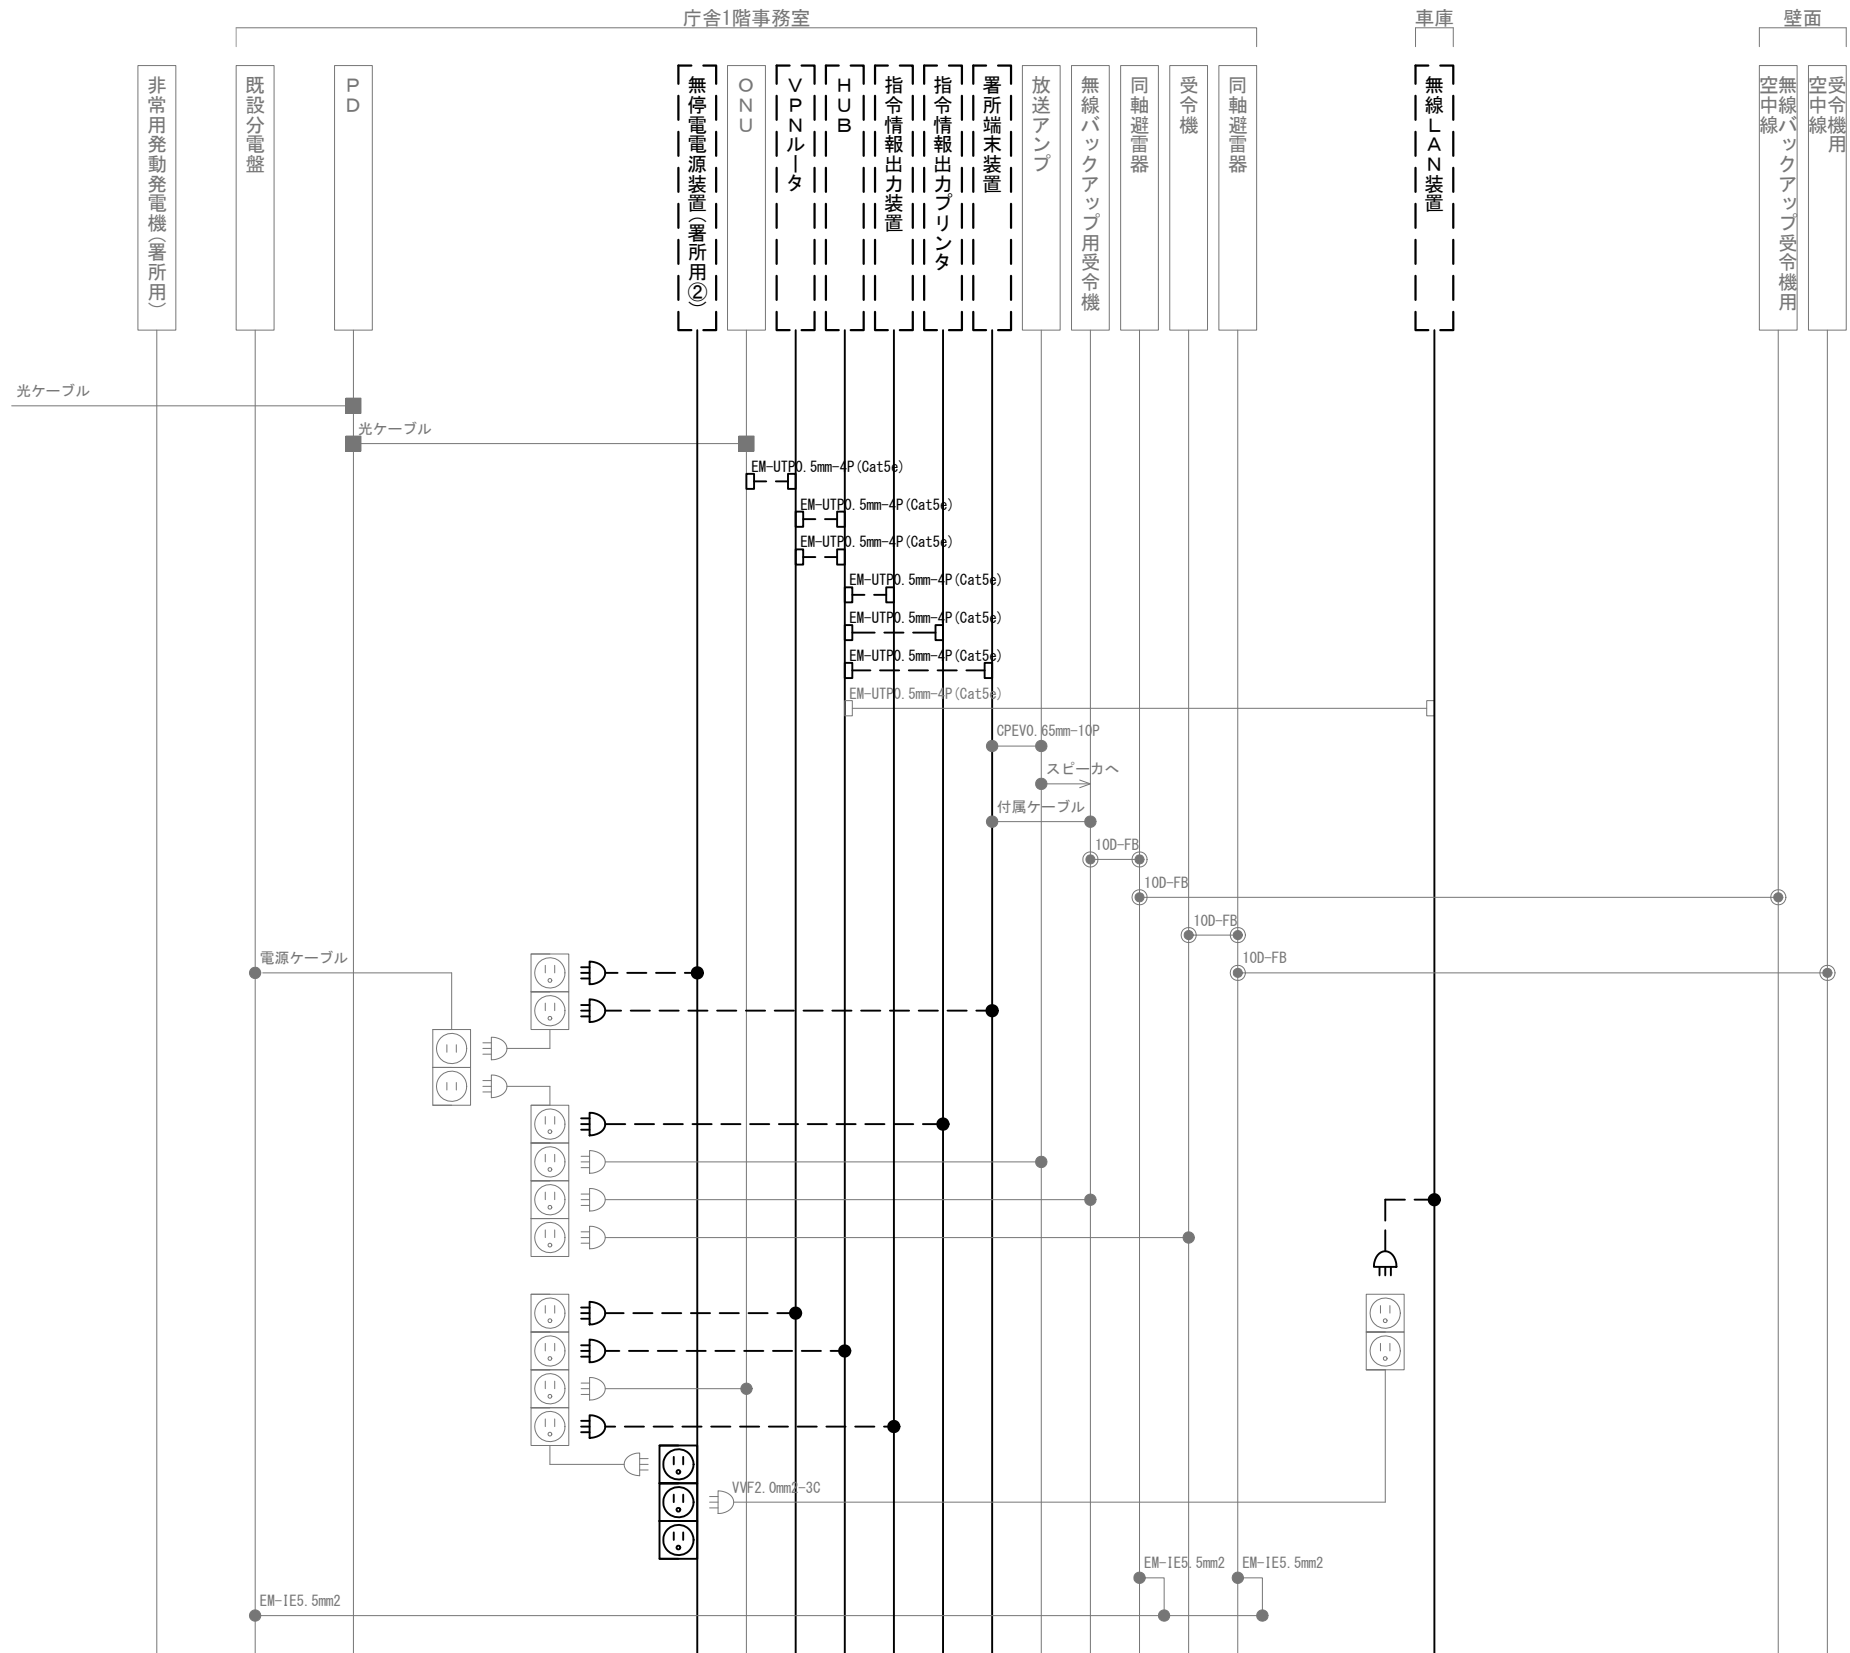 庁舎1階事務室
車庫
壁面
非常用発動発電機(署所用)
既設分電盤
PD
無停電電源装置(署所用②)
ONU
VPNルータ
HUB
指令情報出力装置
指令情報出力プリンタ
署所端末装置
放送アンプ
無線バックアップ用受令機
同軸避雷器
受令機
同軸避雷器
無線LAN装置
無線バックアップ受令機用
空中線
受令機用
空中線
光ケーブル
光ケーブル
EM-UTP0.5mm-4P(Cat5e)
EM-UTP0.5mm-4P(Cat5e)
EM-UTP0.5mm-4P(Cat5e)
EM-UTP0.5mm-4P(Cat5e)
EM-UTP0.5mm-4P(Cat5e)
EM-UTP0.5mm-4P(Cat5e)
EM-UTP0.5mm-4P(Cat5e)
CPEV0.65mm-10P
スピーカへ
付属ケーブル
10D-FB
10D-FB
10D-FB
電源ケーブル
10D-FB
VVF2.0mm2-3C
EM-IE5.5mm2
EM-IE5.5mm2
EM-IE5.5mm2